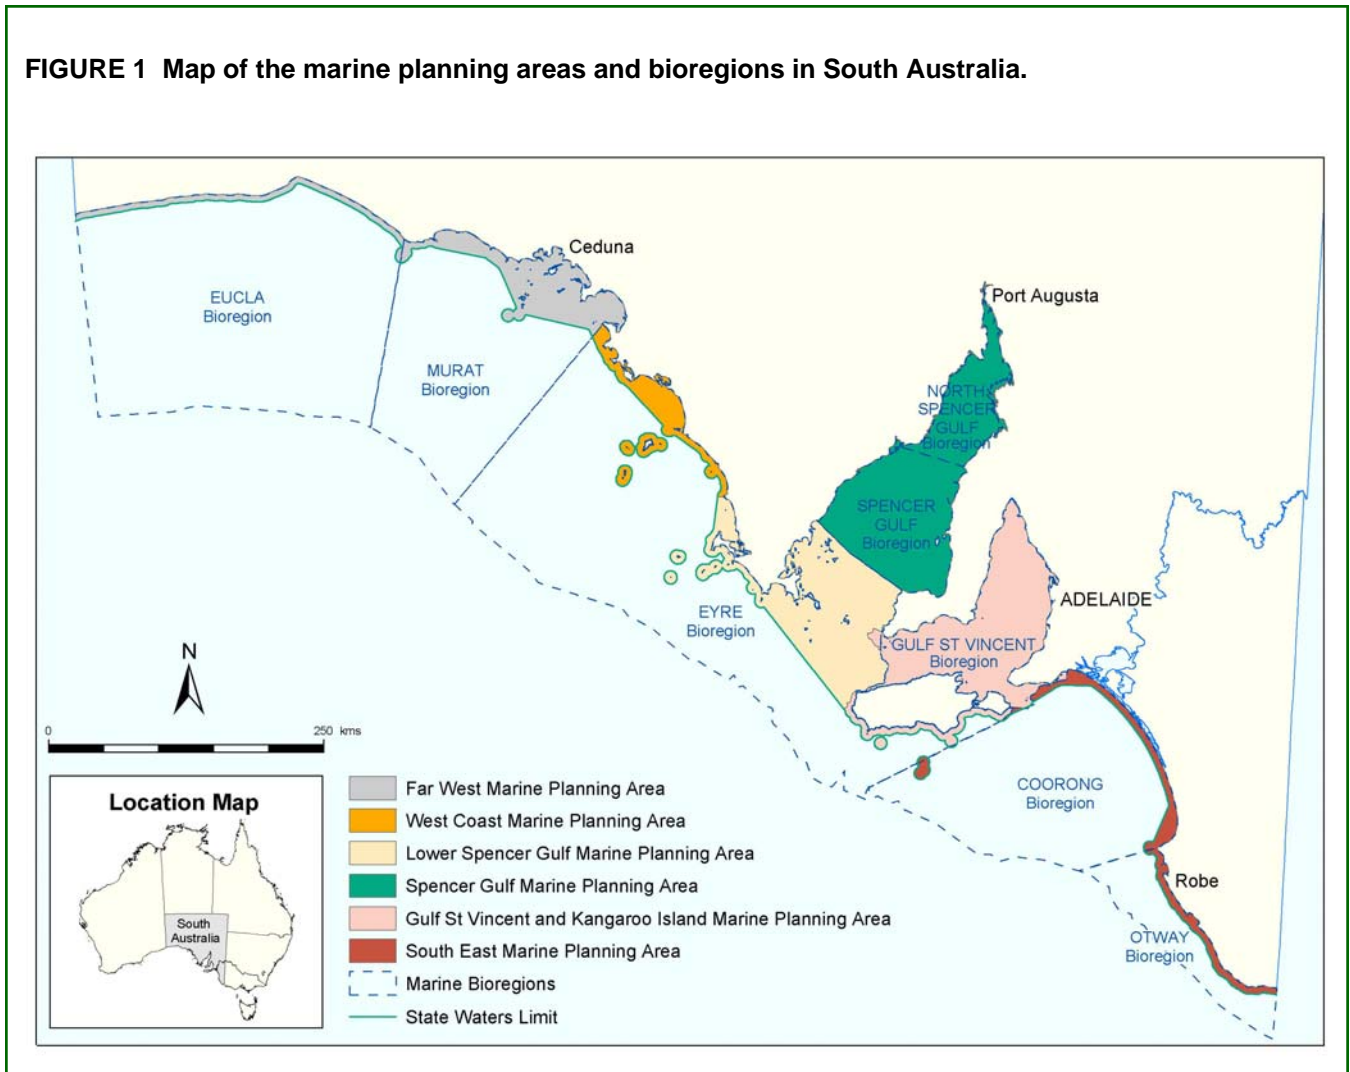 FIGURE 1 Map of the marine planning areas and bioregions in South Australia.
Ceduna
Port Augusta
EUCLA
Bioregion
MURAT
Bioregion
NORTH
SPENCER
GULF
Bioregion
SPENCER
GULF
Bioregion
ADELAIDE
EYRE
Bioregion
GULF ST VINCENT
Bioregion
N
0 250 kms
COORONG
Bioregion
Robe
OTWAY
Bioregion
Location Map
South
Australia
Far West Marine Planning Area
West Coast Marine Planning Area
Lower Spencer Gulf Marine Planning Area
Spencer Gulf Marine Planning Area
Gulf St Vincent and Kangaroo Island Marine Planning Area
South East Marine Planning Area
Marine Bioregions
State Waters Limit